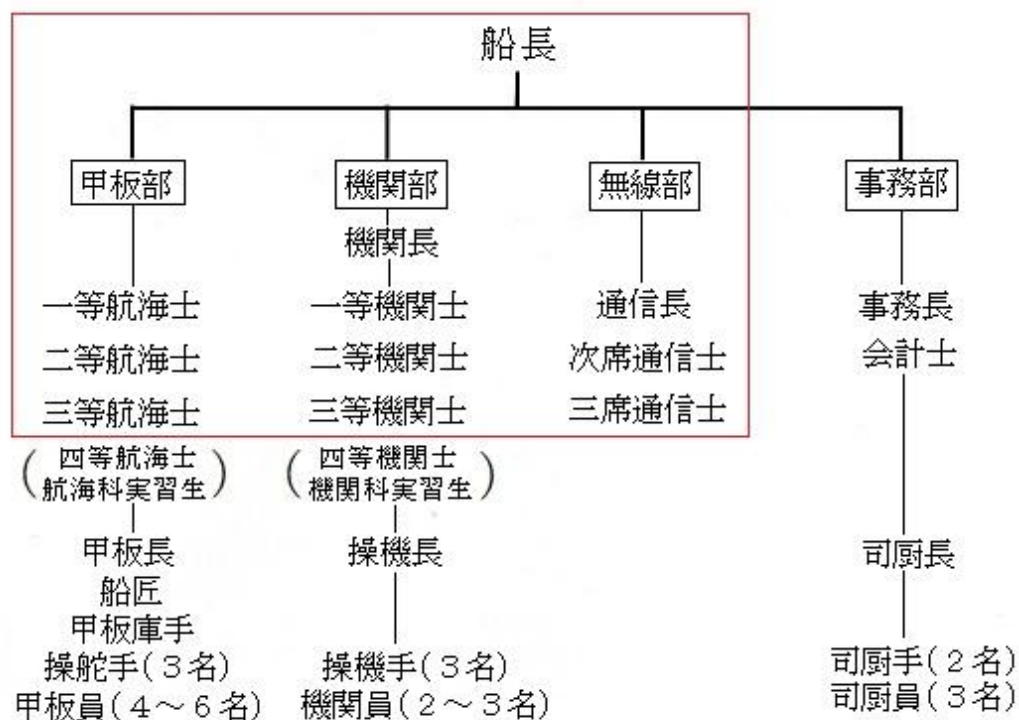 船長
甲板部
機関部
無線部
事務部
機関長
一等航海士
二等航海士
三等航海士
一等機関士
二等機関士
三等機関士
通信長
次席通信士
三席通信士
事務長
会計士
(四等航海士
航海科実習生)
(四等機関士
機関科実習生)
甲板長
船匠
甲板庫手
操舵手(3名)
甲板員(4～6名)
操機長
操機手(3名)
機関員(2～3名)
司厨長
司厨手(2名)
司厨員(3名)